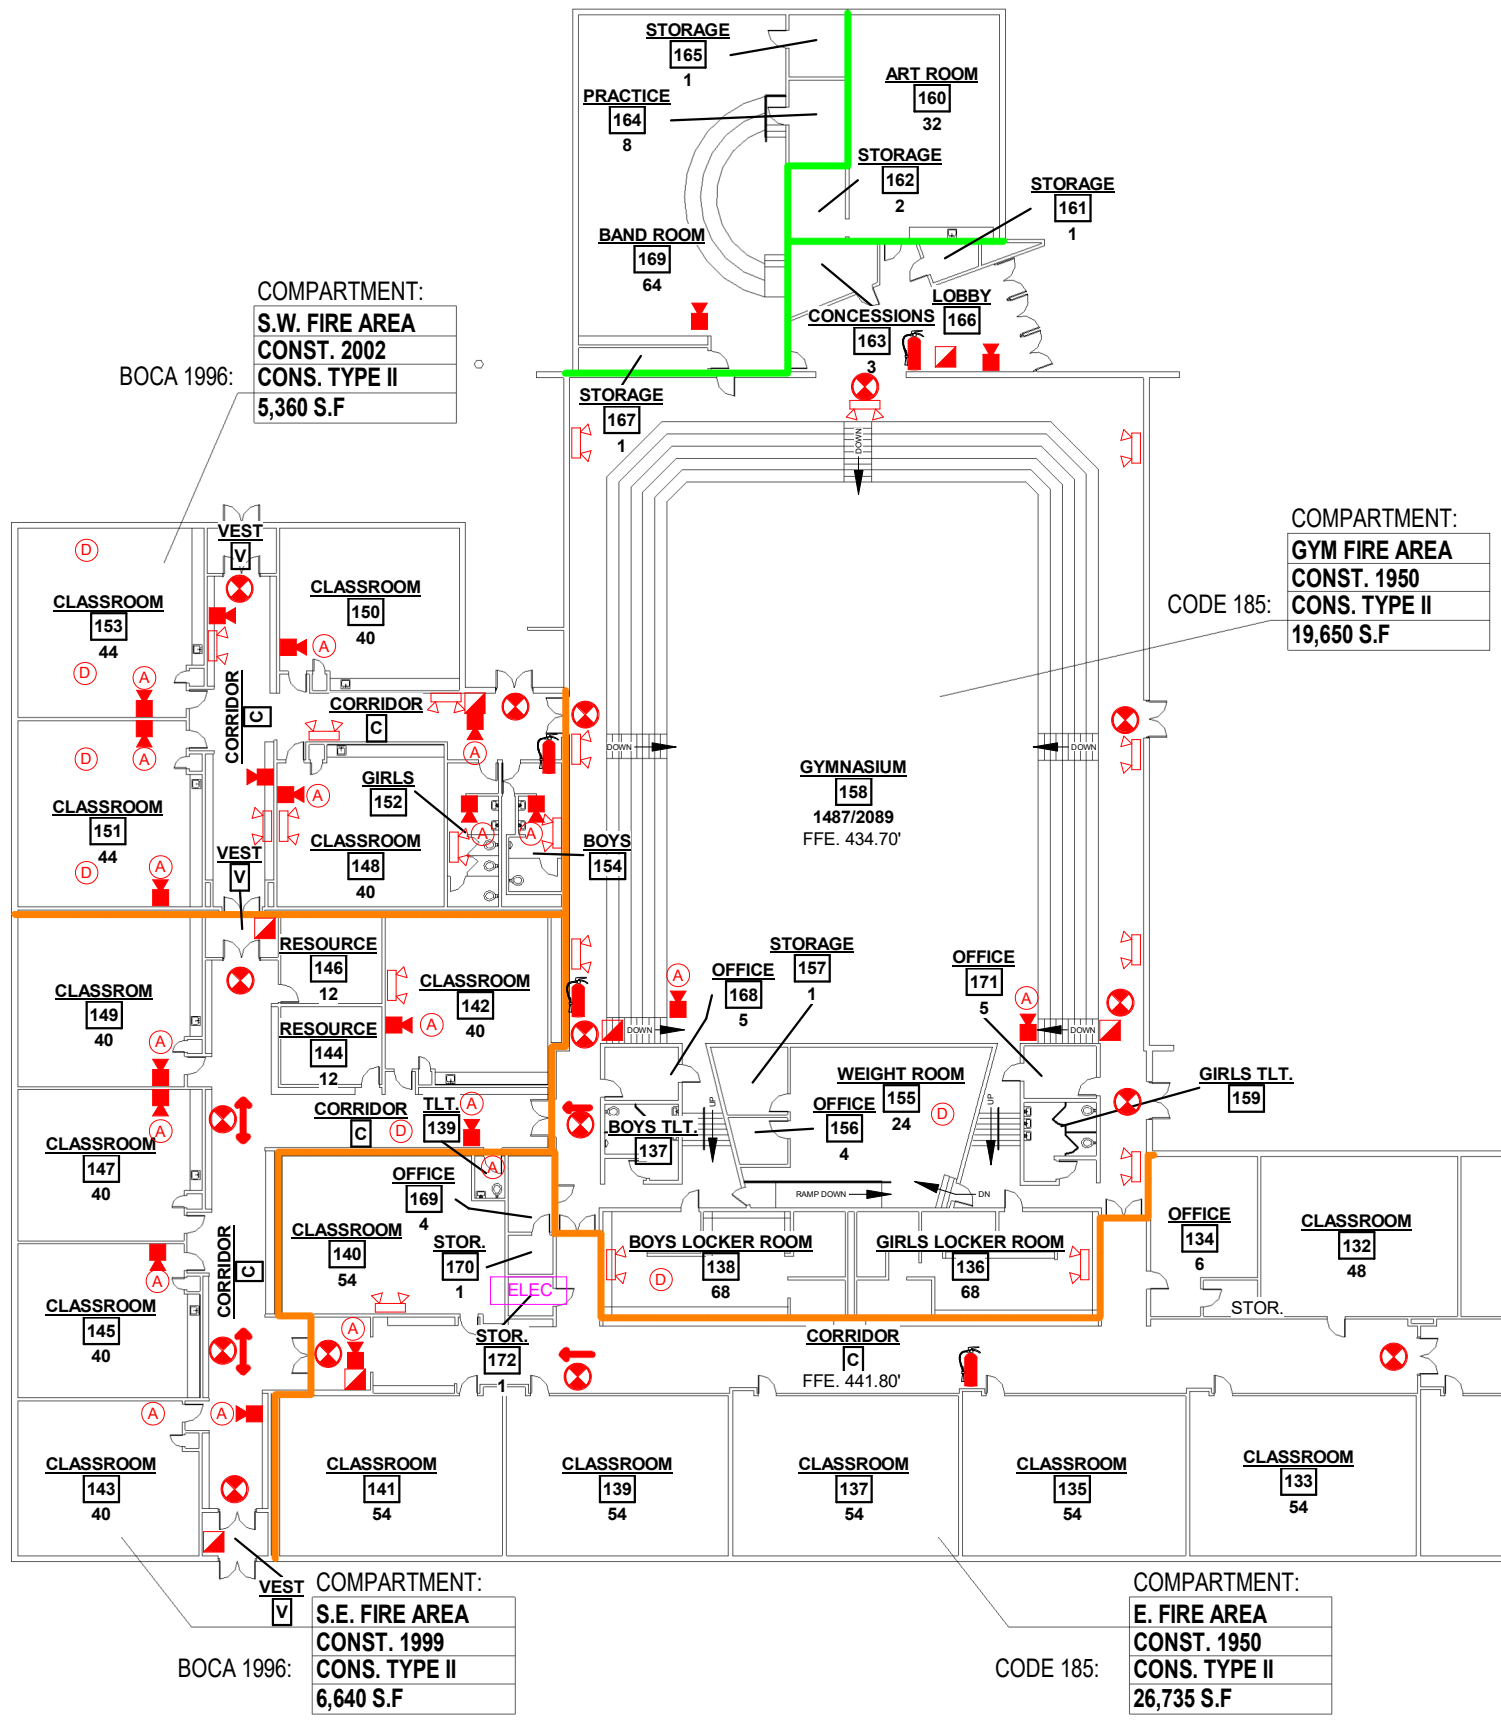 STORAGE
165
1
PRACTICE
164
8
ART ROOM
160
32
STORAGE
162
2
STORAGE
161
1
BAND ROOM
169
64
LOBBY
166
CONCESSIONS
163
3
STORAGE
167
1
COMPARTMENT:
S.W. FIRE AREA
CONST. 2002
BOCA 1996: CONS. TYPE II
5,360 S.F
DOWN
COMPARTMENT:
GYM FIRE AREA
CONST. 1950
CODE 185: CONS. TYPE II
19,650 S.F
VEST
V
D
CLASSROOM
153
44
D
A
CLASSROOM
150
40
A
CORRIDOR
C
CORRIDOR
C
A
D
A
CLASSROOM
151
44
D
A
GIRLS
152
A
CLASSROOM
148
40
A
A
BOYS
154
VEST
V
DOWN
DOWN
GYMNASIUM
158
1487/2089
FFE. 434.70'
CLASSROM
149
40
A
RESOURCE
146
12
RESOURCE
144
12
CLASSROOM
142
40
A
A
OFFICE
168
5
STORAGE
157
1
OFFICE
171
5
A
DOWN
DOWN
CORRIDOR
C
D
TLT.
139
A
A
BOYS TLT.
137
UP
WEIGHT ROOM
155
24
D
OFFICE
156
4
UP
GIRLS TLT.
159
RAMP DOWN
DN
A
CLASSROOM
147
40
OFFICE
169
4
CLASSROOM
140
54
STOR.
170
1
ELEC
STOR.
172
1
BOYS LOCKER ROOM
138
68
D
GIRLS LOCKER ROOM
136
68
OFFICE
134
6
CLASSROOM
132
48
STOR.
CORRIDOR
C
A
CLASSROOM
145
40
A
CORRIDOR
C
FFE. 441.80'
A
A
CLASSROOM
143
40
CLASSROOM
141
54
CLASSROOM
139
54
CLASSROOM
137
54
CLASSROOM
135
54
CLASSROOM
133
54
VEST
V
COMPARTMENT:
S.E. FIRE AREA
CONST. 1999
BOCA 1996: CONS. TYPE II
6,640 S.F
COMPARTMENT:
E. FIRE AREA
CONST. 1950
CODE 185: CONS. TYPE II
26,735 S.F